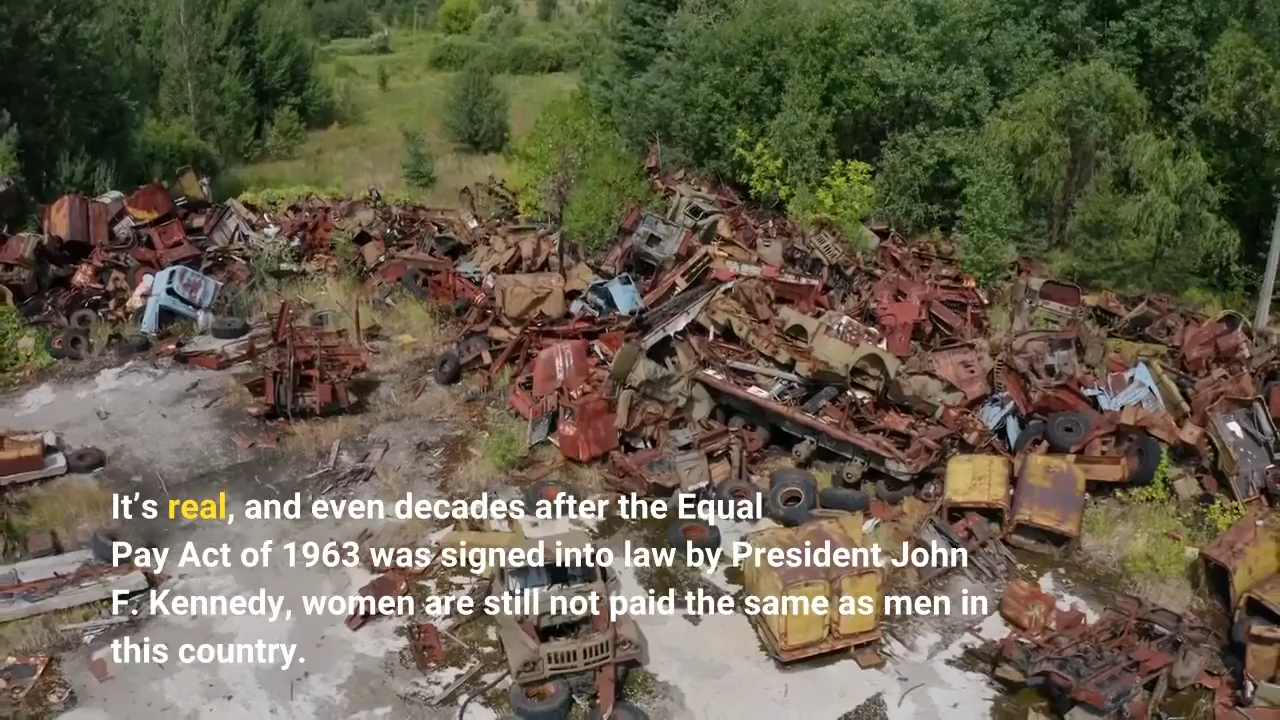 It’s real, and even decades after the Equal
Pay Act of 1963 was signed into law by President John
F. Kennedy, women are still not paid the same as men in
this country.